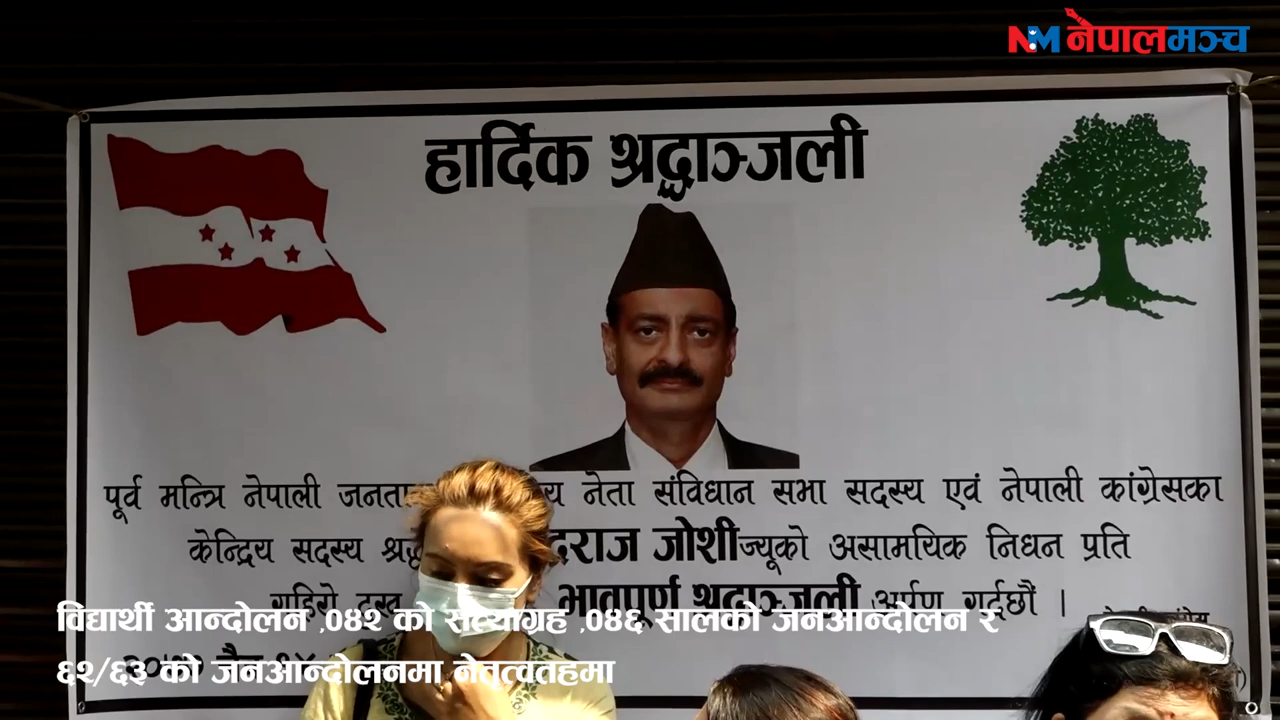 NM नेपालमञ्च
हार्दिक श्रद्धाञ्जली
पूर्व मन्त्रि नेपाली नेता संविधान सभा सदस्य एवं नेपाली कांग्रेसका
केन्द्रिय सदस्य जोशीज्यूको असामयिक निधन प्रति
भावपूर्ण श्रद्धाञ्जली अर्पण गर्दछौं ।
विद्यार्थी आन्दोलन ,०४२ को सत्याग्रह ,०४६ सालको जनआन्दोलन र
६२/६३ को जनआन्दोलनमा नेतृत्वतहमा